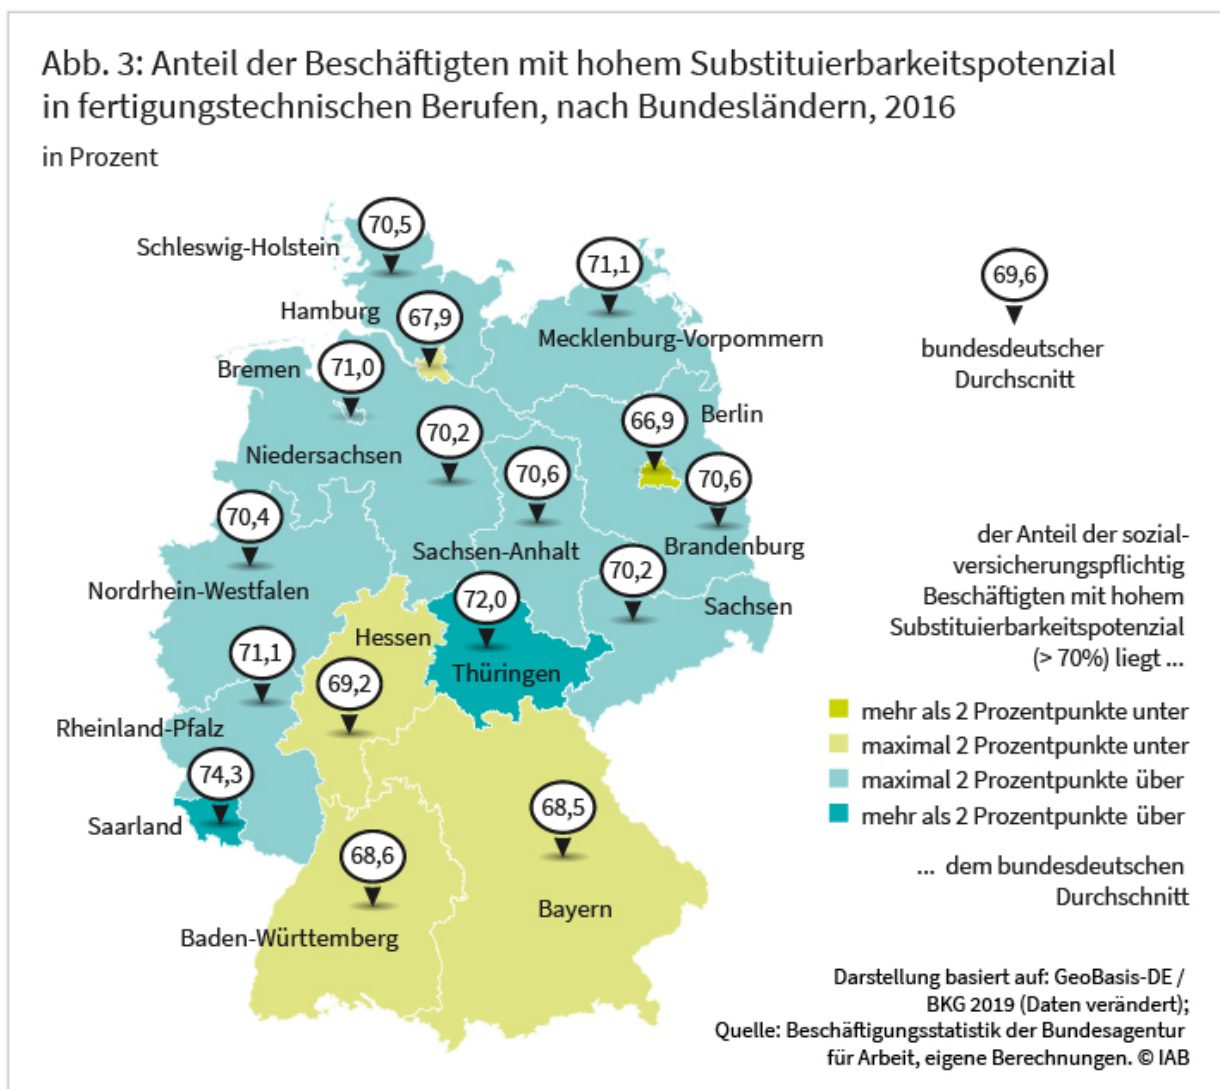 Abb. 3: Anteil der Beschäftigten mit hohem Substituierbarkeitspotenzial
in fertigungstechnischen Berufen, nach Bundesländern, 2016
in Prozent
70,5
Schleswig-Holstein
71,1
Mecklenburg-Vorpommern
69,6
bundesdeutscher
Durchscnitt
Hamburg
67,9
Bremen
71,0
Berlin
66,9
Niedersachsen
70,2
70,6
Sachsen-Anhalt
70,6
Brandenburg
70,4
Nordrhein-Westfalen
70,2
Sachsen
72,0
Thüringen
Hessen
69,2
71,1
Rheinland-Pfalz
74,3
Saarland
68,5
Bayern
68,6
Baden-Württemberg
der Anteil der sozial-
versicherungspflichtig
Beschäftigten mit hohem
Substituierbarkeitspotenzial
(> 70%) liegt ...
mehr als 2 Prozentpunkte unter
maximal 2 Prozentpunkte unter
maximal 2 Prozentpunkte über
mehr als 2 Prozentpunkte über
... dem bundesdeutschen
Durchschnitt
Darstellung basiert auf: GeoBasis-DE /
BKG 2019 (Daten verändert);
Quelle: Beschäftigungsstatistik der Bundesagentur
für Arbeit, eigene Berechnungen. © IAB